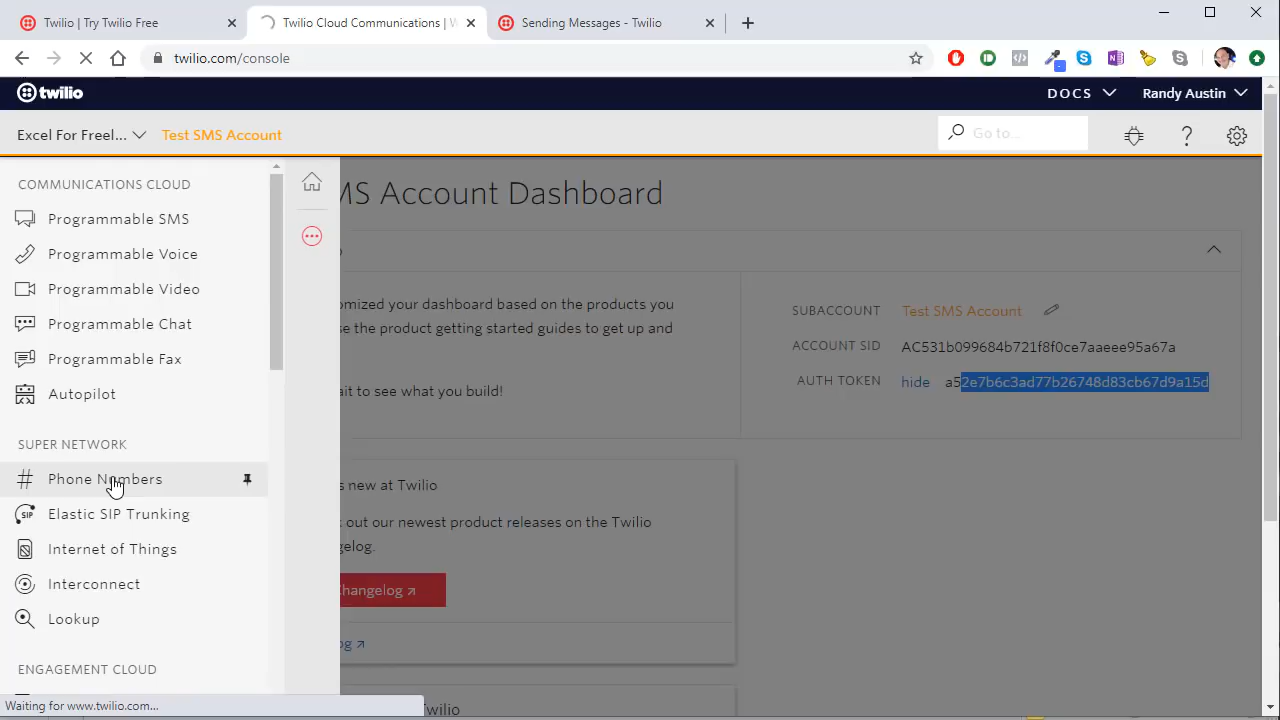 Twilio | Try Twilio Free
Twilio Cloud Communications | W
Sending Messages - Twilio
twilio.com/console
twilio
DOCS
Randy Austin
Excel For Freel...
Test SMS Account
Go to...
COMMUNICATIONS CLOUD
Programmable SMS
Programmable Voice
Programmable Video
Programmable Chat
Programmable Fax
Autopilot
SUPER NETWORK
Phone Numbers
SIP Elastic SIP Trunking
Internet of Things
Interconnect
Lookup
ENGAGEMENT CLOUD
MS Account Dashboard
omized your dashboard based on the products you
se the product getting started guides to get up and
ait to see what you build!
SUBACCOUNT Test SMS Account
ACCOUNT SID AC531b099684b721f8f0ce7aaeee95a67a
AUTH TOKEN hide a52e7b6c3ad77b26748d83cb67d9a15d
s new at Twilio
k out our newest product releases on the Twilio
gelog.
Changelog
og
Twilio
Waiting for www.twilio.com...